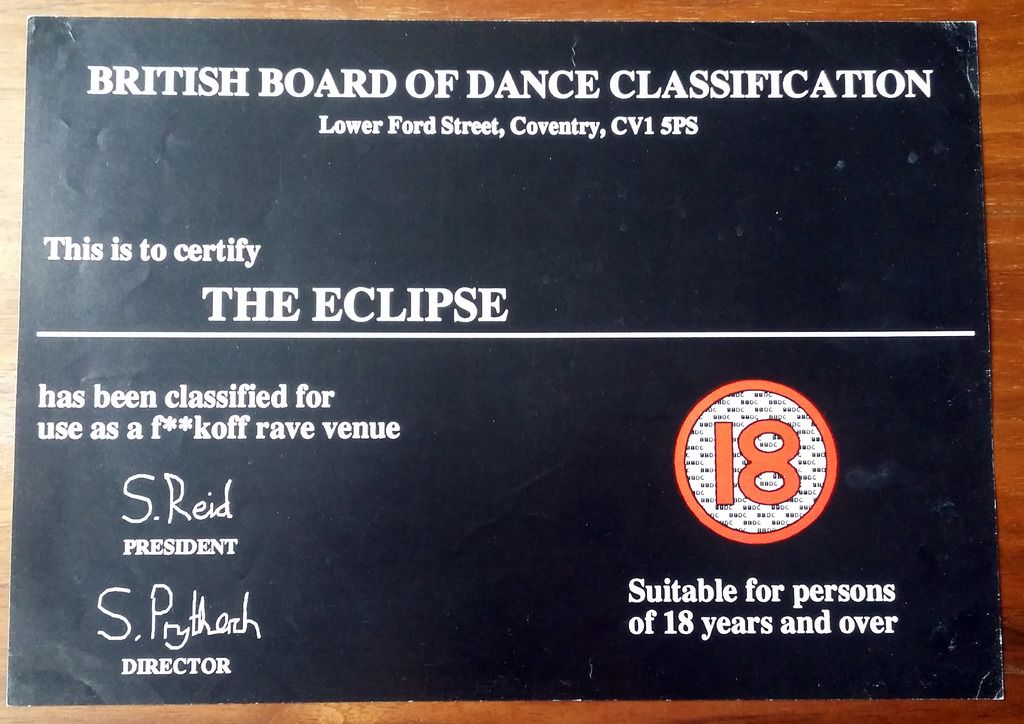 BRITISH BOARD OF DANCE CLASSIFICATION
Lower Ford Street, Coventry, CV1 5PS
This is to certify
THE ECLIPSE
has been classified for
use as a f**koff rave venue
S. Reid
PRESIDENT
S. Prytherch
DIRECTOR
18
Suitable for persons
of 18 years and over